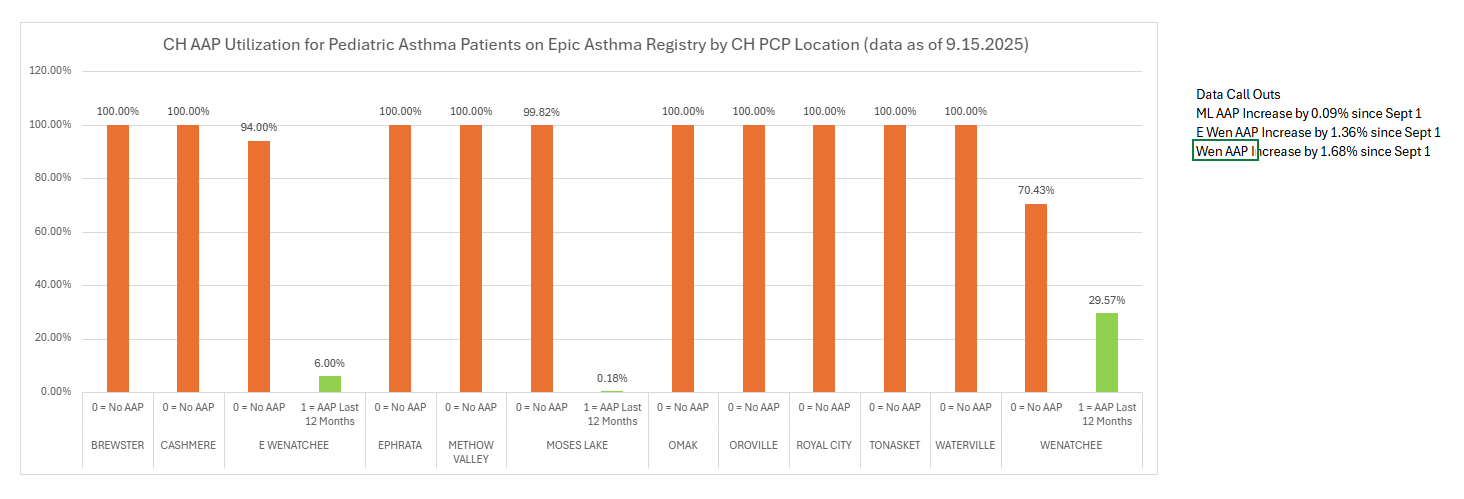 CH AAP Utilization for Pediatric Asthma Patients on Epic Asthma Registry by CH PCP Location (data as of 9.15.2025)
120.00%
100.00%
80.00%
60.00%
40.00%
20.00%
0.00%
100.00%
100.00%
94.00%
6.00%
100.00%
100.00%
99.82%
0.18%
100.00%
100.00%
100.00%
100.00%
100.00%
70.43%
29.57%
0 = No AAP
0 = No AAP
0 = No AAP
1 = AAP Last
12 Months
0 = No AAP
0 = No AAP
0 = No AAP
1 = AAP Last
12 Months
0 = No AAP
0 = No AAP
0 = No AAP
0 = No AAP
0 = No AAP
0 = No AAP
1 = AAP Last
12 Months
BREWSTER
CASHMERE
E WENATCHEE
EPHRATA
METHOW
VALLEY
MOSES LAKE
OMAK
OROVILLE
ROYAL CITY
TONASKET
WATERVILLE
WENATCHEE
Data Call Outs
ML AAP Increase by 0.09% since Sept 1
E Wen AAP Increase by 1.36% since Sept 1
Wen AAP Increase by 1.68% since Sept 1